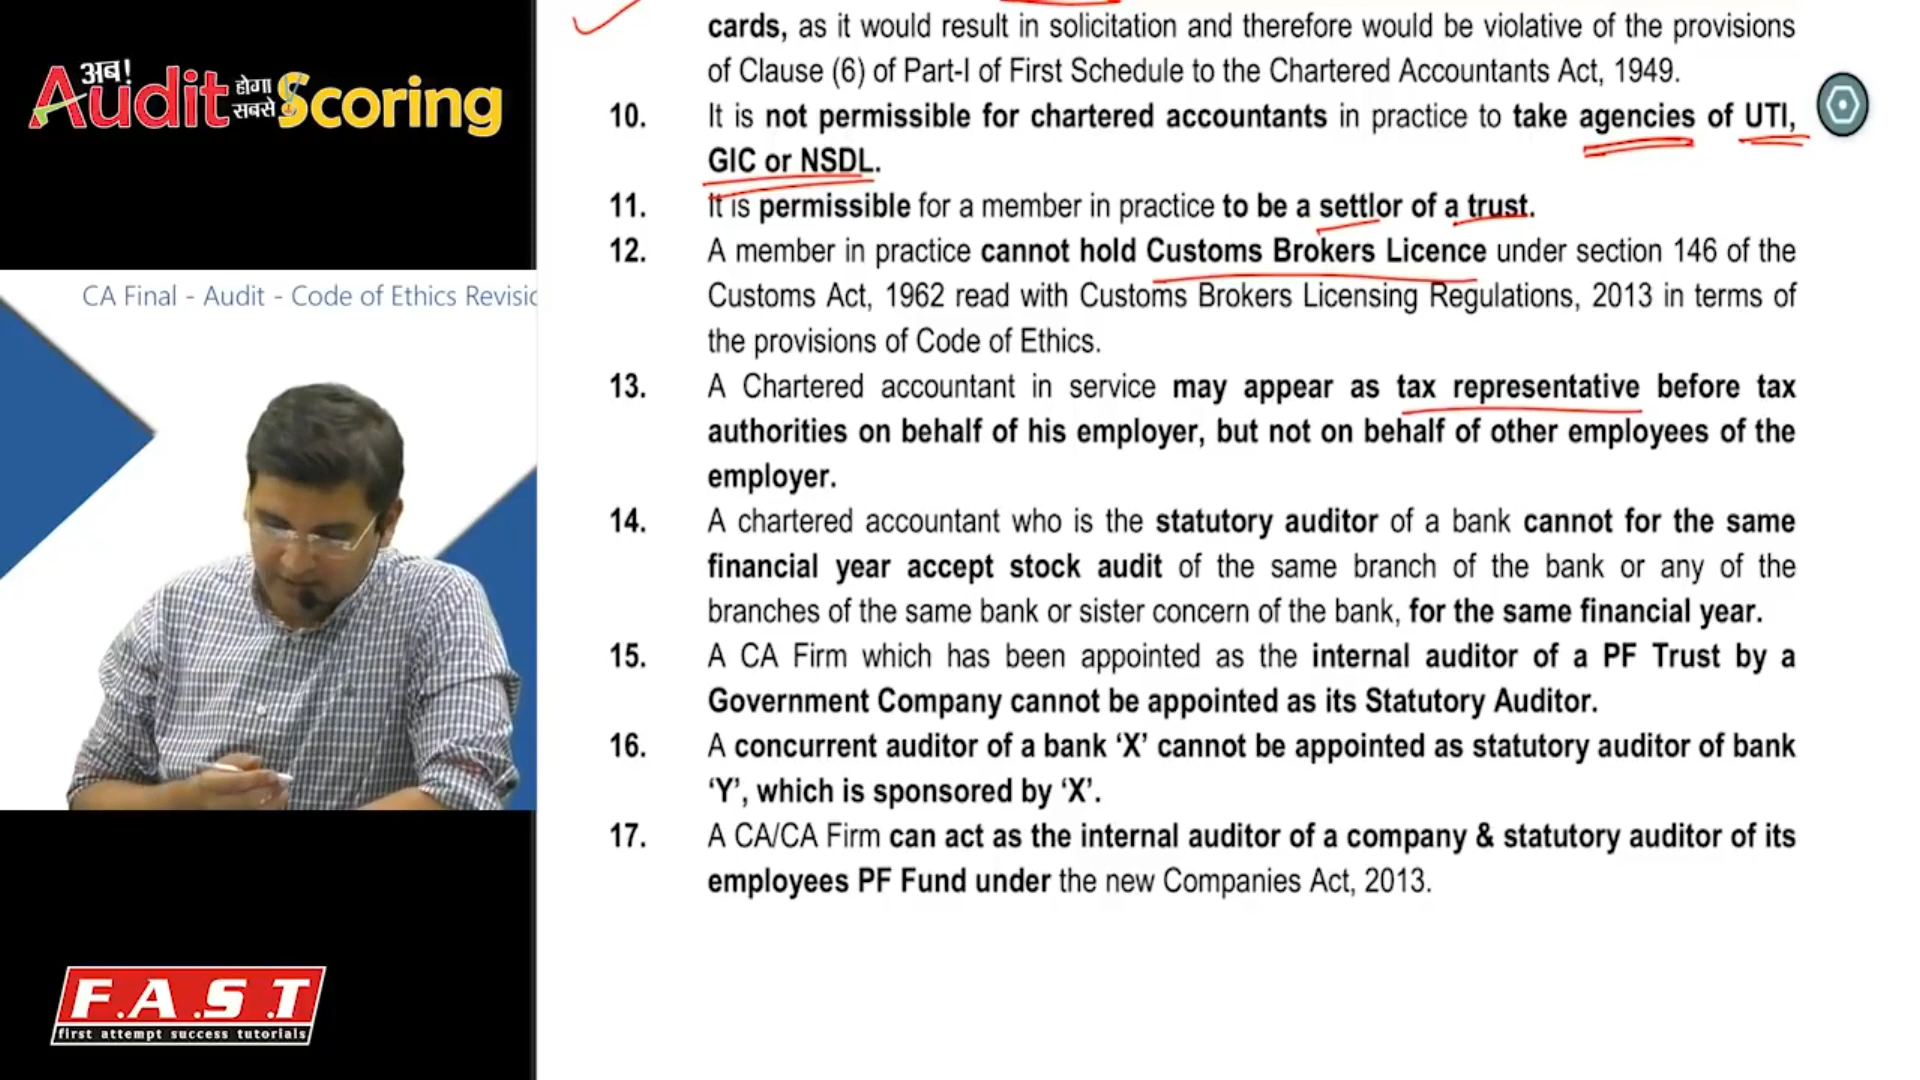 अब!
Audit होगा सबसे Scoring
CA Final - Audit - Code of Ethics Revisic
F.A.S.T
first attempt success tutorials
cards, as it would result in solicitation and therefore would be violative of the provisions
of Clause (6) of Part-I of First Schedule to the Chartered Accountants Act, 1949.
10. It is not permissible for chartered accountants in practice to take agencies of UTI,
GIC or NSDL.
11. It is permissible for a member in practice to be a settlor of a trust.
12. A member in practice cannot hold Customs Brokers Licence under section 146 of the
Customs Act, 1962 read with Customs Brokers Licensing Regulations, 2013 in terms of
the provisions of Code of Ethics.
13. A Chartered accountant in service may appear as tax representative before tax
authorities on behalf of his employer, but not on behalf of other employees of the
employer.
14. A chartered accountant who is the statutory auditor of a bank cannot for the same
financial year accept stock audit of the same branch of the bank or any of the
branches of the same bank or sister concern of the bank, for the same financial year.
15. A CA Firm which has been appointed as the internal auditor of a PF Trust by a
Government Company cannot be appointed as its Statutory Auditor.
16. A concurrent auditor of a bank ‘X’ cannot be appointed as statutory auditor of bank
‘Y’, which is sponsored by ‘X’.
17. A CA/CA Firm can act as the internal auditor of a company & statutory auditor of its
employees PF Fund under the new Companies Act, 2013.